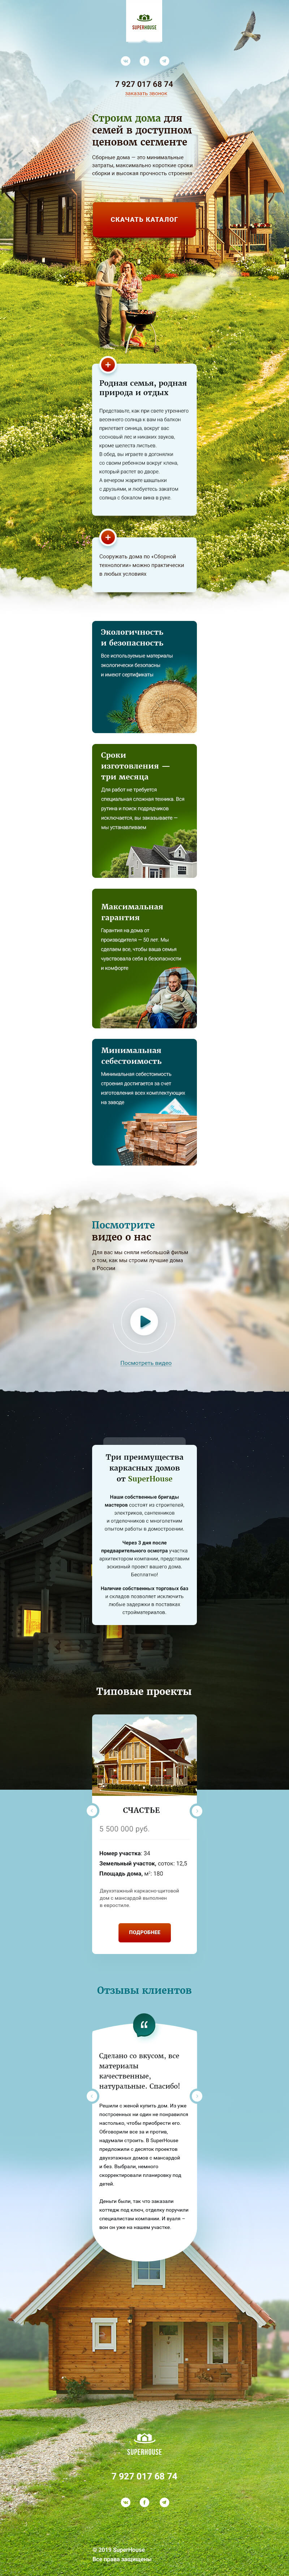 SUPERHOUSE
7 927 017 68 74
заказать звонок
Строим дома для
семей в доступном
ценовом сегменте
Сборные дома — это минимальные
затраты, максимально короткие сроки
сборки и высокая прочность строения
СКАЧАТЬ КАТАЛОГ
Родная семья, родная
природа и отдых
Представьте, как при свете утреннего
весеннего солнца к вам на балкон
прилетает синица, вокруг вас
сосновый лес и никаких звуков,
кроме шелеста листьев.
В обед, вы играете в догонялки
со своим ребенком вокруг клена,
который растет во дворе.
А вечером жарите шашлыки
с друзьями, и любуетесь закатом
солнца с бокалом вина в руке.
Сооружать дома по «Сборной
технологии» можно практически
в любых условиях
Экологичность
и безопасность
Все используемые материалы
экологически безопасны
и имеют сертификаты
Сроки
изготовления —
три месяца
Для работ не требуется
специальная сложная техника. Вся
рутина и поиск подрядчиков
исключается, вы заказываете —
мы устанавливаем
Максимальная
гарантия
Гарантия на дома от
производителя — 50 лет. Мы
сделаем все, чтобы ваша семья
чувствовала себя в безопасности
и комфорте
Минимальная
себестоимость
Минимальная себестоимость
строения достигается за счет
изготовления всех комплектующих
на заводе
Посмотрите
видео о нас
Для вас мы сняли небольшой фильм
о том, как мы строим лучшие дома
в России
Посмотреть видео
Три преимущества
каркасных домов
от SuperHouse
Наши собственные бригады
мастеров состоят из строителей,
электриков, сантехников
и отделочников с многолетним
опытом работы в домостроении.
Через 3 дня после
предварительного осмотра участка
архитектором компании, представим
эскизный проект вашего дома.
Бесплатно!
Наличие собственных торговых баз
и складов позволяет исключить
любые задержки в поставках
стройматериалов.
Типовые проекты
СЧАСТЬЕ
5 500 000 руб.
Номер участка: 34
Земельный участок, соток: 12,5
Площадь дома, м²: 180
Двухэтажный каркасно-щитовой
дом с мансардой выполнен
в евростиле.
ПОДРОБНЕЕ
Отзывы клиентов
Сделано со вкусом, все
материалы
качественные,
натуральные. Спасибо!
Решили с женой купить дом. Из уже
построенных ни один не понравился
настолько, чтобы приобрести его.
Обговорили все за и против,
надумали строить. В SuperHouse
предложили с десяток проектов
двухэтажных домов с мансардой
и без. Выбрали, немного
скорректировали планировку под
детей.
Деньги были, так что заказали
коттедж под ключ, отделку поручили
специалистам компании. И вуаля –
вон он уже на нашем участке.
SUPERHOUSE
7 927 017 68 74
© 2019 SuperHouse
Все права защищены